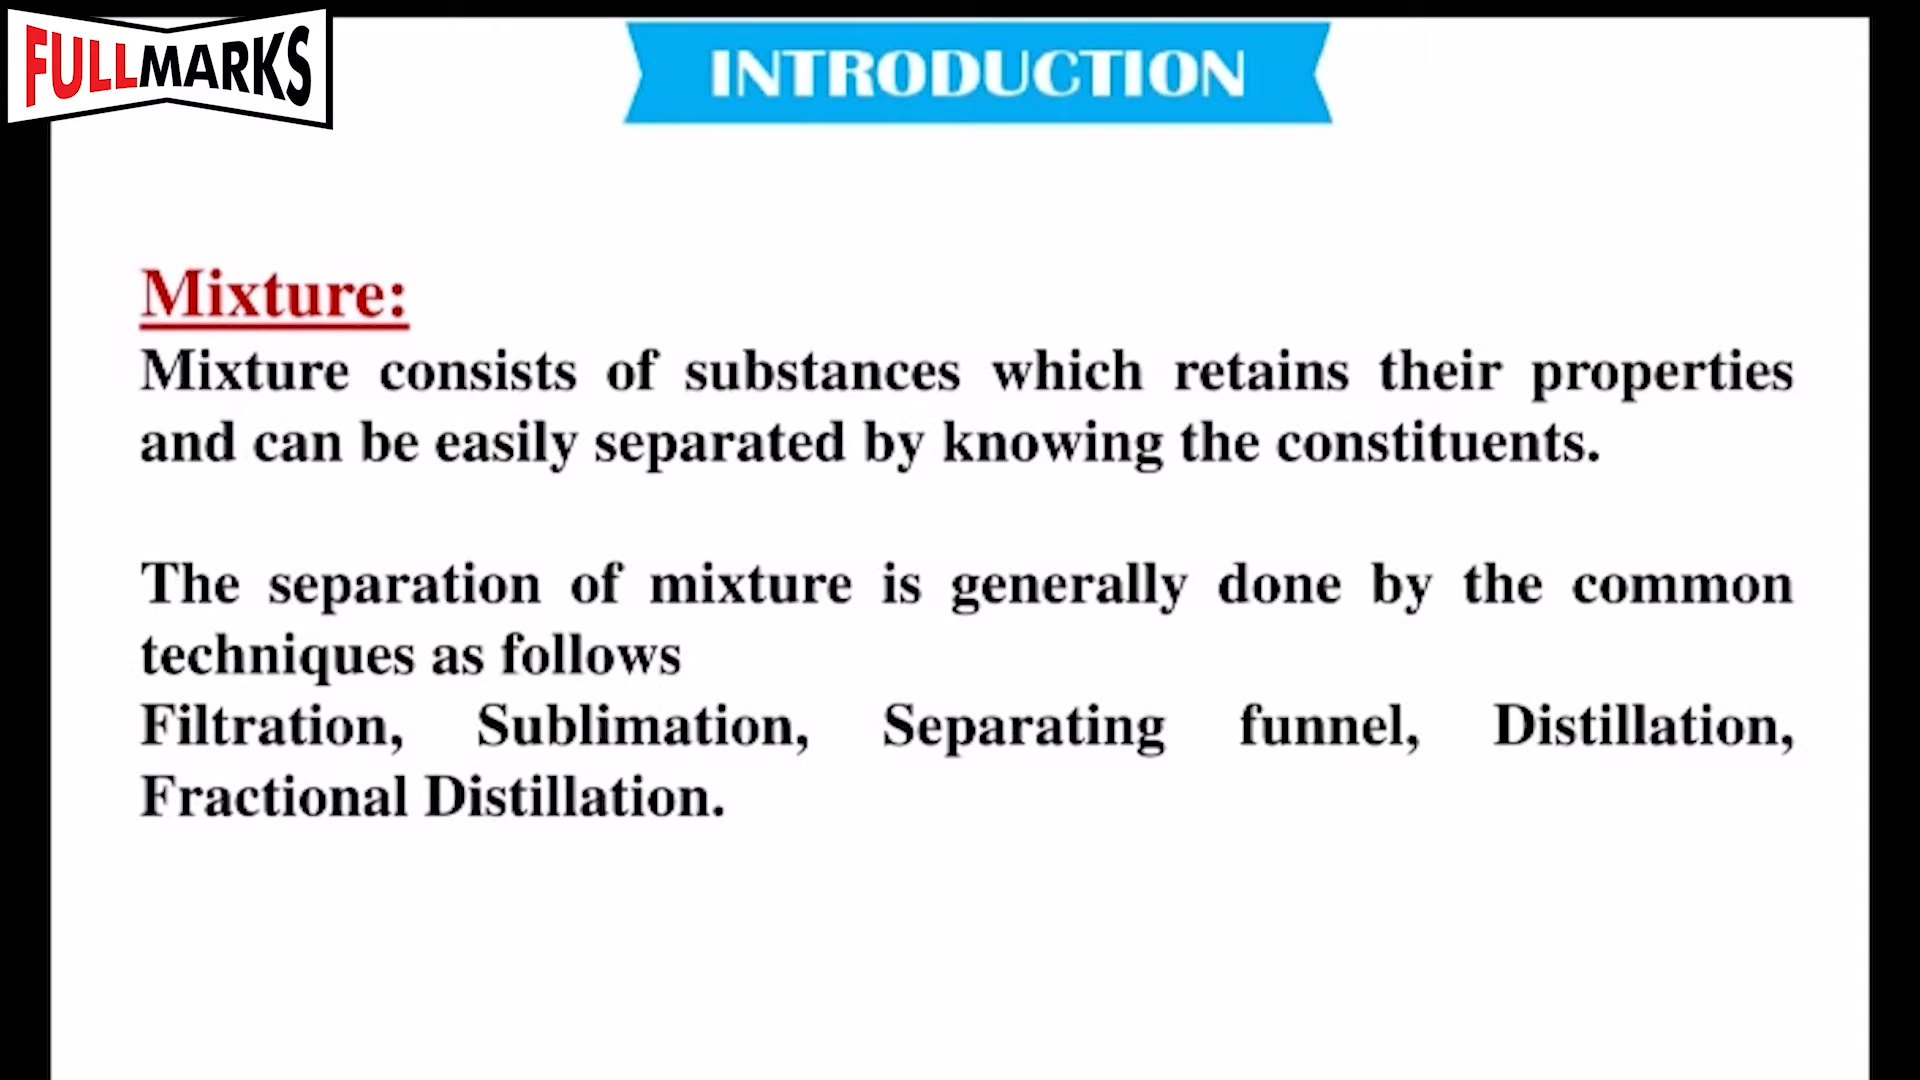 FULLMARKS
INTRODUCTION
Mixture:
Mixture consists of substances which retains their properties
and can be easily separated by knowing the constituents.
The separation of mixture is generally done by the common
techniques as follows
Filtration, Sublimation, Separating funnel, Distillation,
Fractional Distillation.